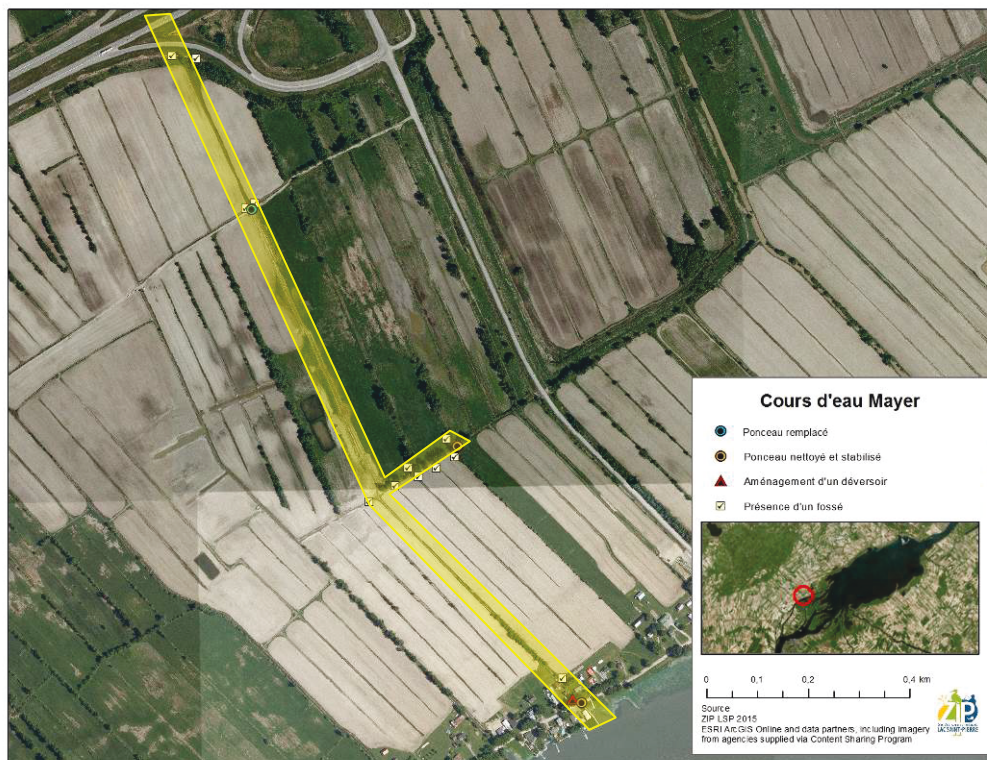 Cours d'eau Mayer
Ponceau remplacé
Ponceau nettoyé et stabilisé
Aménagement d'un déversoir
Présence d'un fossé
0 0,1 0,2 0,4 km
Source
ZIP LSP 2015
ESRI ArcGIS Online and data partners, including imagery
from agencies supplied via Content Sharing Program
ZIP
LAC SAINT-PIERRE